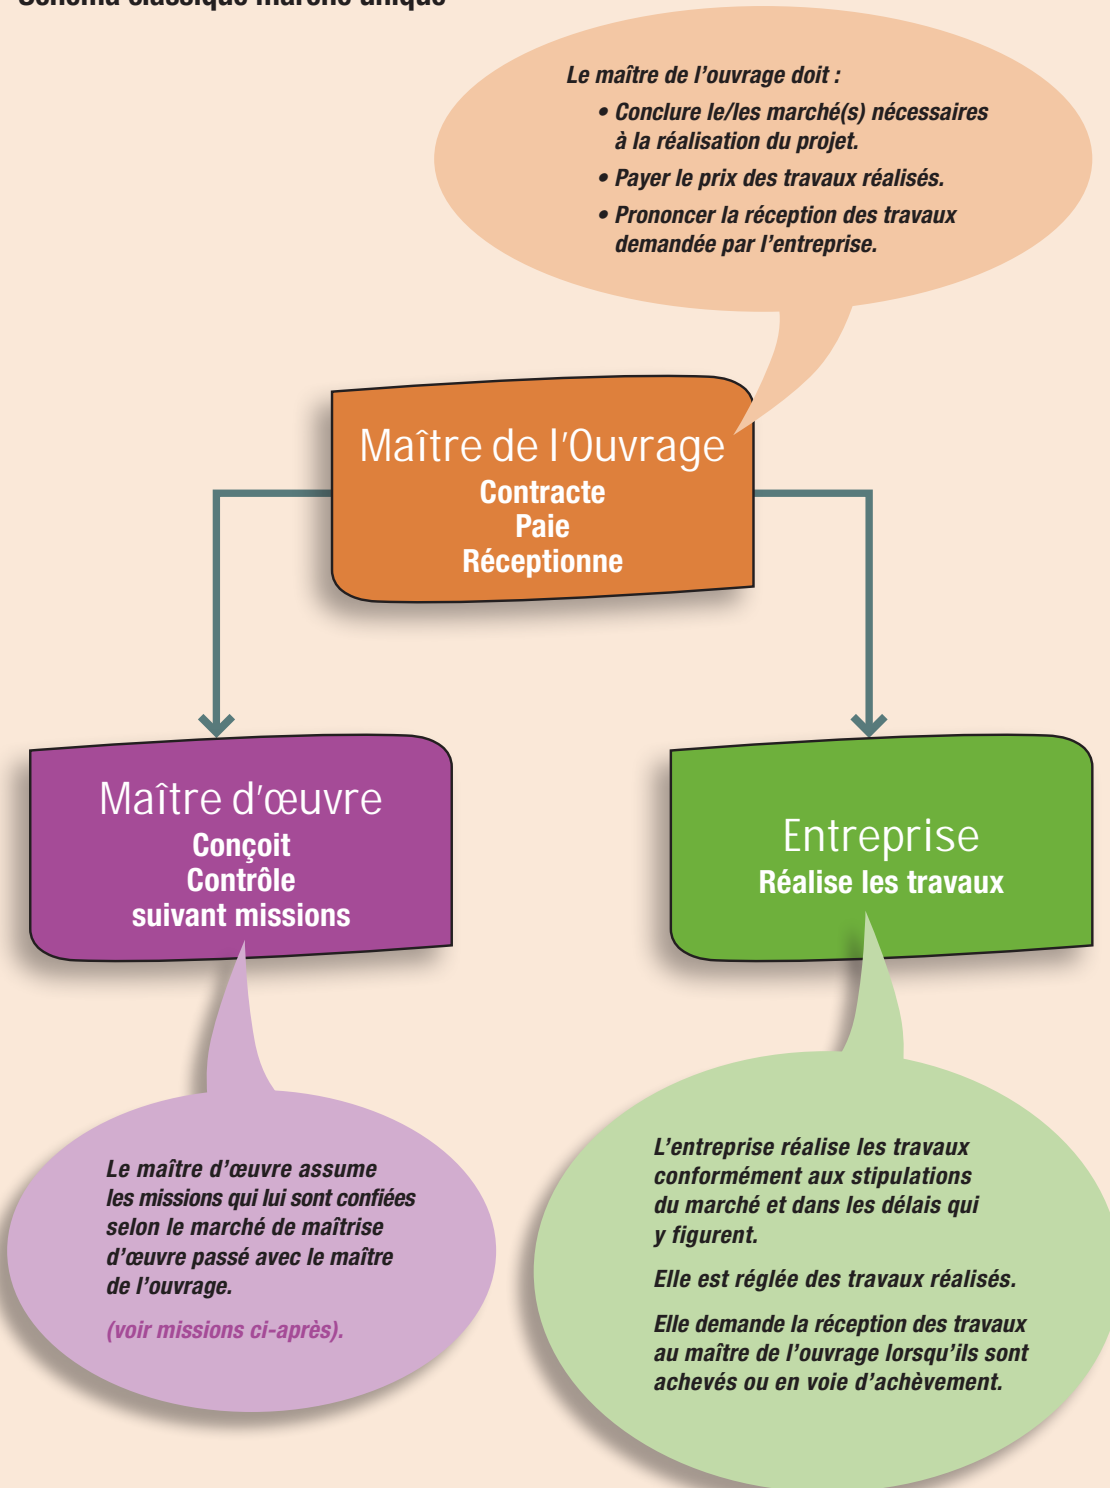 Schéma classique marché unique
Le maître de l'ouvrage doit :
• Conclure le/les marché(s) nécessaires
à la réalisation du projet.
• Payer le prix des travaux réalisés.
• Prononcer la réception des travaux
demandée par l'entreprise.
Maître de l'Ouvrage
Contracte
Paie
Réceptionne
Maître d'œuvre
Conçoit
Contrôle
suivant missions
Entreprise
Réalise les travaux
Le maître d'œuvre assume
les missions qui lui sont confiées
selon le marché de maîtrise
d'œuvre passé avec le maître
de l'ouvrage.
(voir missions ci-après).
L'entreprise réalise les travaux
conformément aux stipulations
du marché et dans les délais qui
y figurent.
Elle est réglée des travaux réalisés.
Elle demande la réception des travaux
au maître de l'ouvrage lorsqu'ils sont
achevés ou en voie d'achèvement.